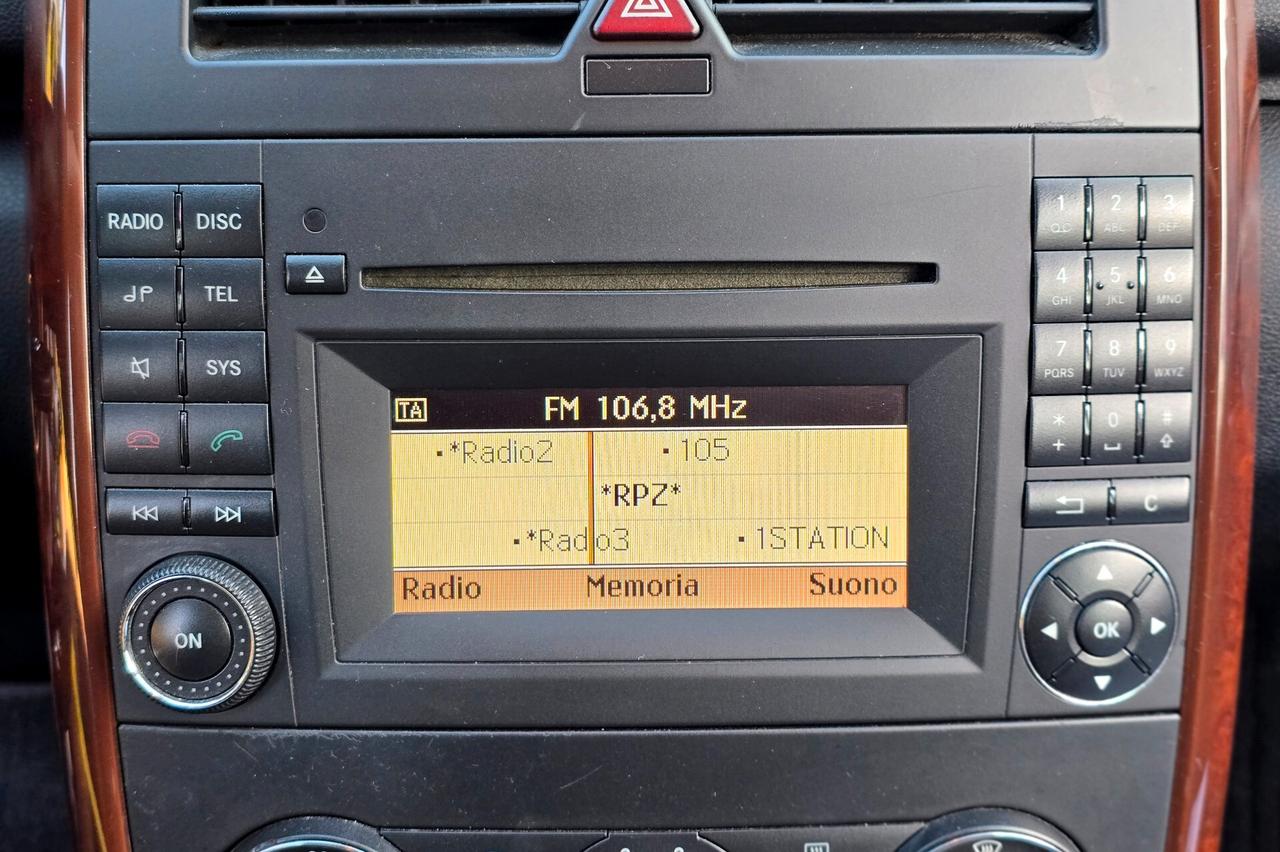 RADIO DISC
TEL
SYS
ON
TA FM 106,8 MHz
*Radio2 105
*RPZ*
*Radio3 1STATION
Radio Memoria Suono
1 2 3
ABC DEF
4 5 6
GHI JKL MNO
7 8 9
PQRS TUV WXYZ
* 0 #
+
C
OK